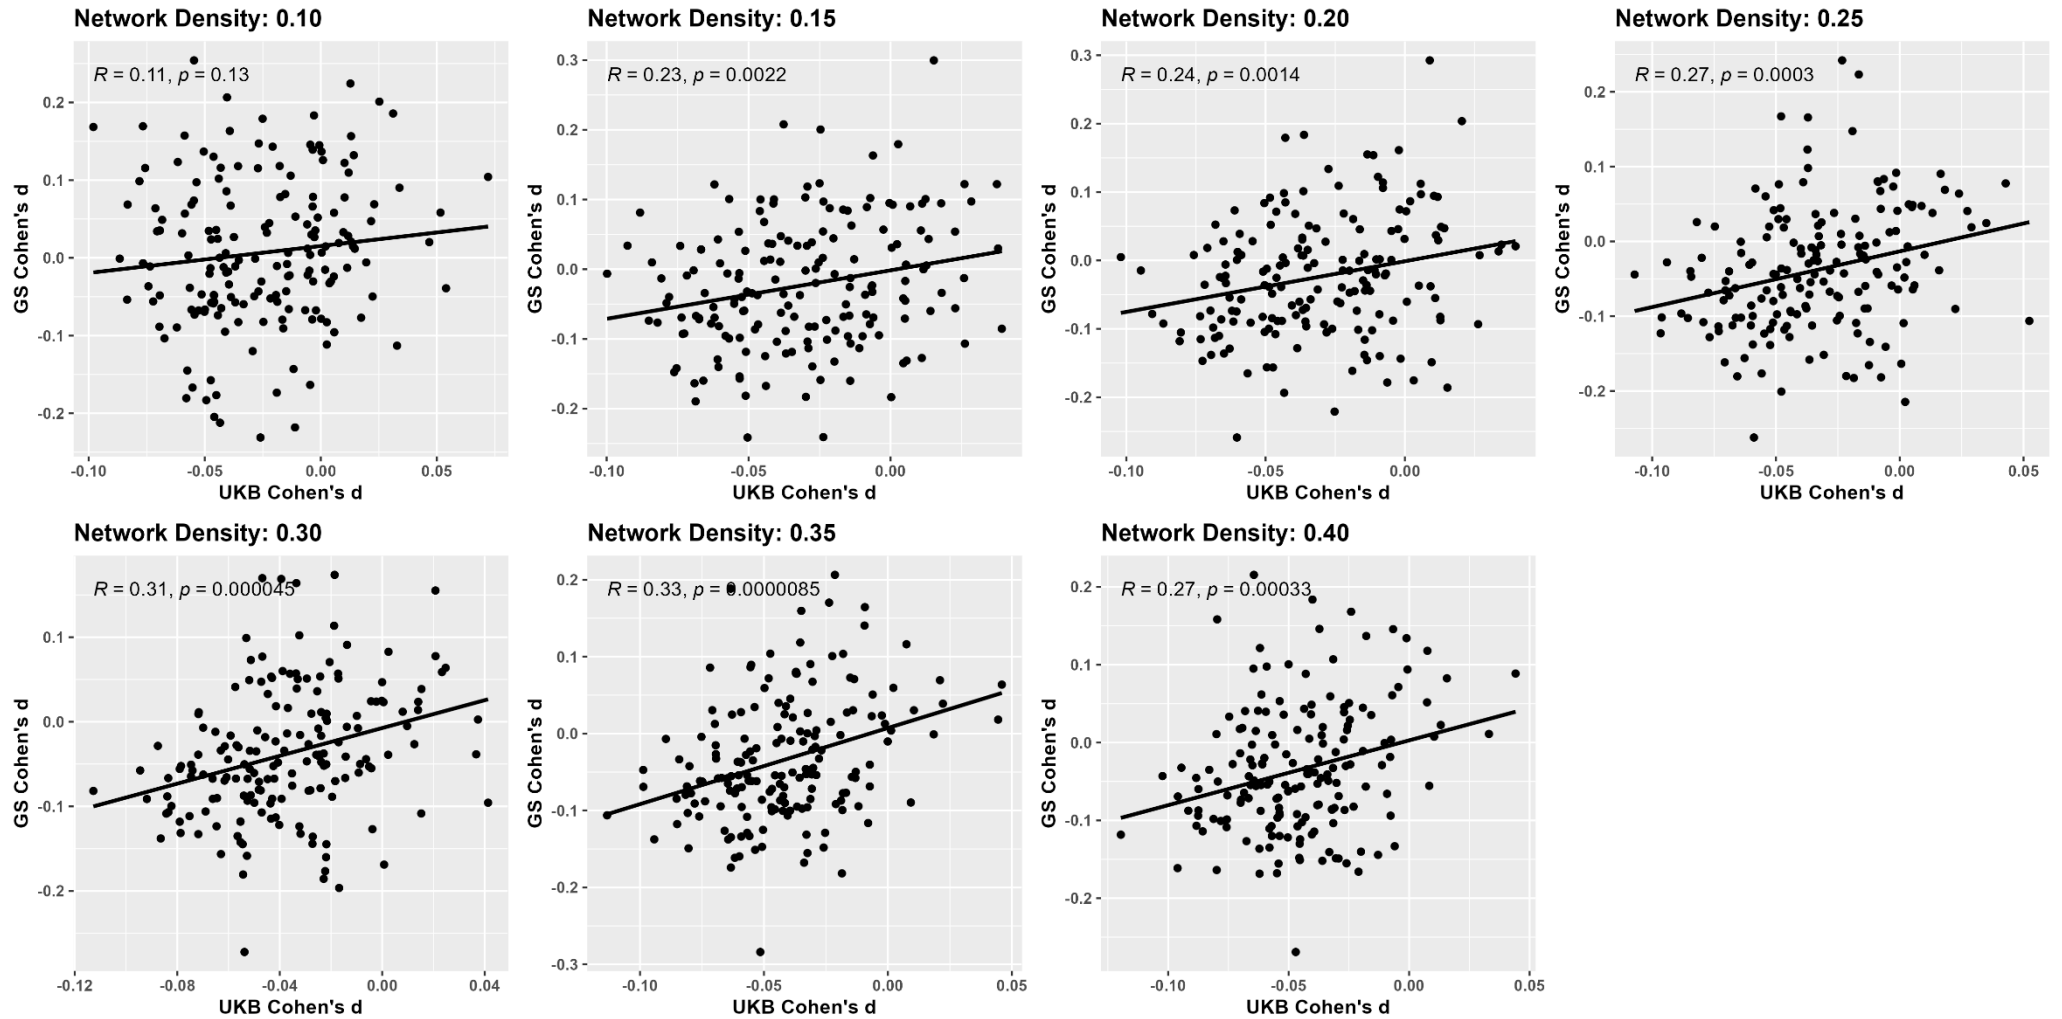 Network Density: 0.10
R = 0.11, p = 0.13
0.2
0.1
0.0
-0.1
-0.2
GS Cohen's d
-0.10 -0.05 0.00 0.05
UKB Cohen's d
Network Density: 0.15
R = 0.23, p = 0.0022
0.3
0.2
0.1
0.0
-0.1
-0.2
GS Cohen's d
-0.10 -0.05 0.00
UKB Cohen's d
Network Density: 0.20
R = 0.24, p = 0.0014
0.3
0.2
0.1
0.0
-0.1
-0.2
GS Cohen's d
-0.10 -0.05 0.00
UKB Cohen's d
Network Density: 0.25
R = 0.27, p = 0.0003
0.2
0.1
0.0
-0.1
-0.2
GS Cohen's d
-0.10 -0.05 0.00 0.05
UKB Cohen's d
Network Density: 0.30
R = 0.31, p = 0.000045
0.1
0.0
-0.1
-0.2
GS Cohen's d
-0.12 -0.08 -0.04 0.00 0.04
UKB Cohen's d
Network Density: 0.35
R = 0.33, p = 0.0000085
0.2
0.1
0.0
-0.1
-0.2
-0.3
GS Cohen's d
-0.10 -0.05 0.00 0.05
UKB Cohen's d
Network Density: 0.40
R = 0.27, p = 0.00033
0.2
0.1
0.0
-0.1
-0.2
GS Cohen's d
-0.10 -0.05 0.00 0.05
UKB Cohen's d